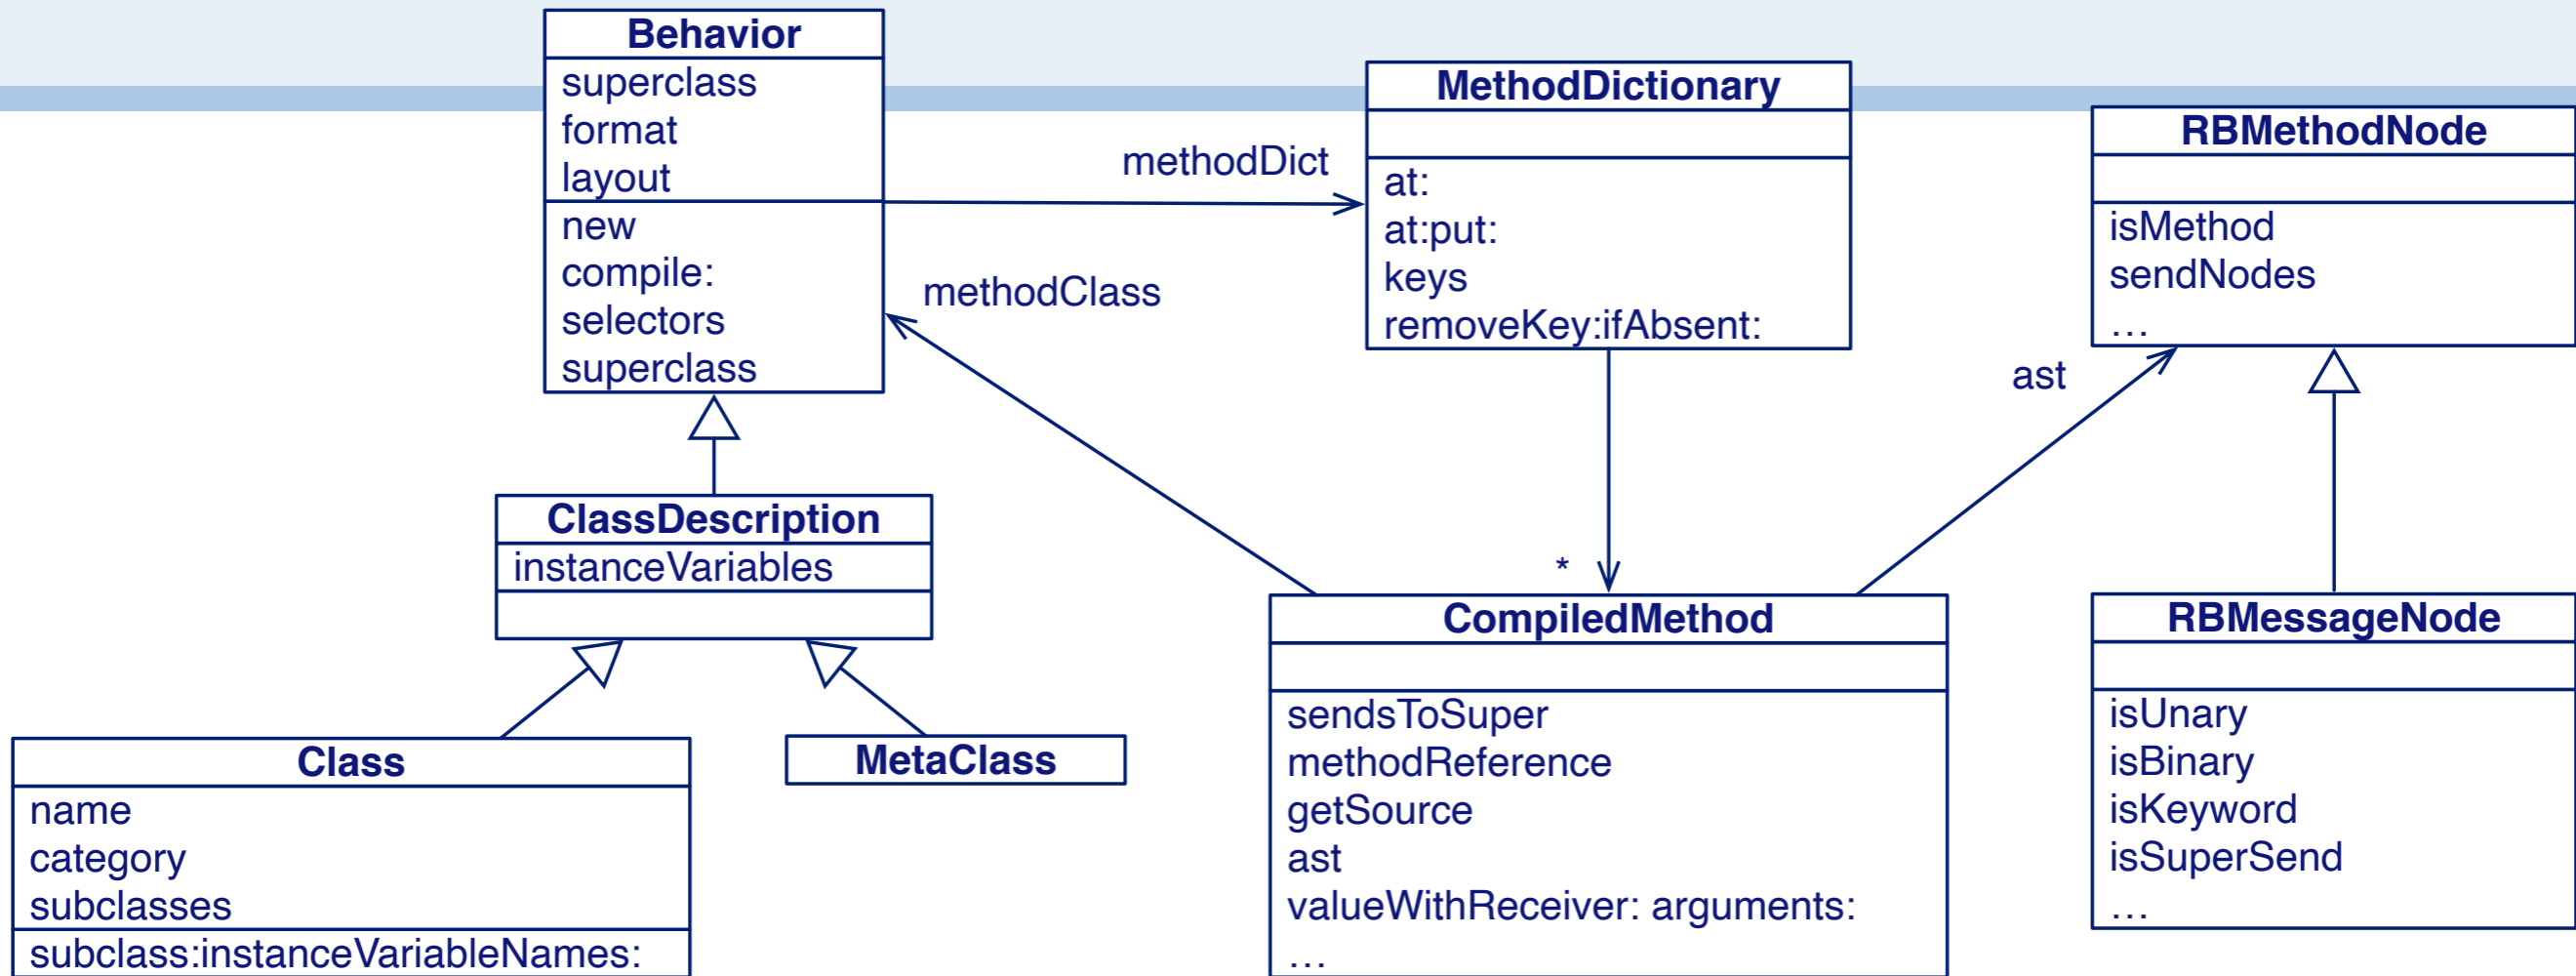 Behavior
superclass
format
layout
new
compile:
selectors
superclass
methodDict
methodClass
MethodDictionary
at:
at:put:
keys
removeKey:ifAbsent:
RBMethodNode
isMethod
sendNodes
…
ast
*
ClassDescription
instanceVariables
CompiledMethod
sendsToSuper
methodReference
getSource
ast
valueWithReceiver: arguments:
…
RBMessageNode
isUnary
isBinary
isKeyword
isSuperSend
…
Class
name
category
subclasses
subclass:instanceVariableNames:
MetaClass